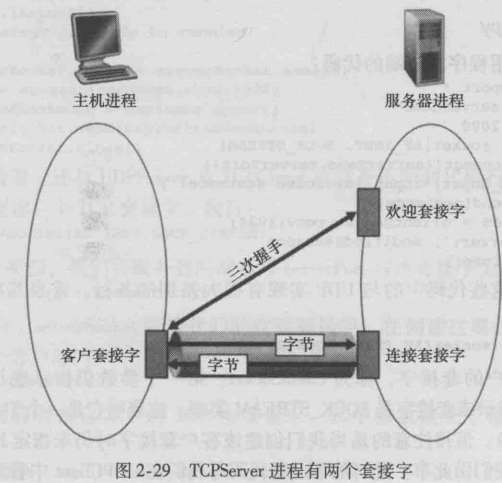 主机进程
服务器进程
欢迎套接字
三次握手
客户套接字
字节
字节
连接套接字
图 2-29 TCPServer 进程有两个套接字